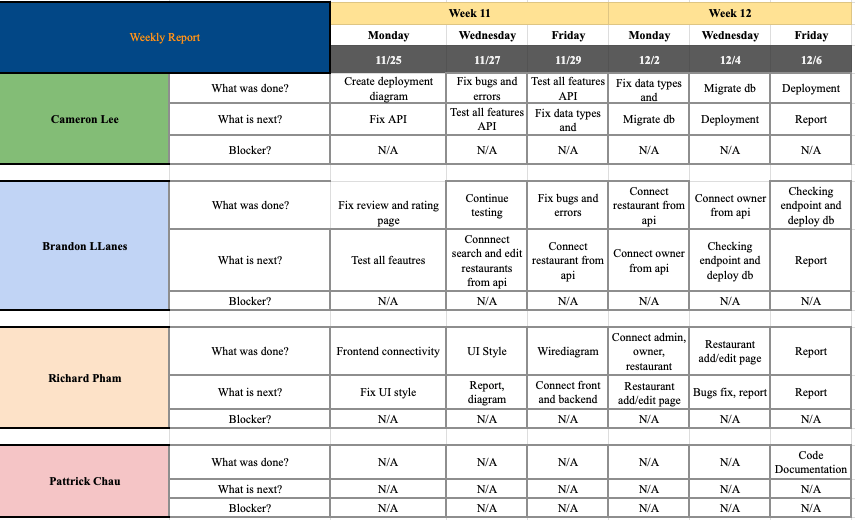 Weekly Report
Week 11
Week 12
Monday
Wednesday
Friday
Monday
Wednesday
Friday
11/25
11/27
11/29
12/2
12/4
12/6
Cameron Lee
What was done?
Create deployment
diagram
Fix bugs and
errors
Test all features
API
Fix data types
and
Migrate db
Deployment
What is next?
Fix API
Test all features
API
Fix data types
and
Migrate db
Deployment
Report
Blocker?
N/A
N/A
N/A
N/A
N/A
N/A
Brandon LLanes
What was done?
Fix review and rating
page
Continue
testing
Fix bugs and
errors
Connect
restaurant from
api
Connect owner
from api
Checking
endpoint and
deploy db
What is next?
Test all feautres
Connnect
search and edit
restaurants
from api
Connect
restaurant from
api
Connect owner
from api
Checking
endpoint and
deploy db
Report
Blocker?
N/A
N/A
N/A
N/A
N/A
N/A
Richard Pham
What was done?
Frontend connectivity
UI Style
Wirediagram
Connect admin,
owner,
restaurant
Restaurant
add/edit page
Report
What is next?
Fix UI style
Report,
diagram
Connect front
and backend
Restaurant
add/edit page
Bugs fix, report
Report
Blocker?
N/A
N/A
N/A
N/A
N/A
N/A
Pattrick Chau
What was done?
N/A
N/A
N/A
N/A
N/A
Code
Documentation
What is next?
N/A
N/A
N/A
N/A
N/A
N/A
Blocker?
N/A
N/A
N/A
N/A
N/A
N/A